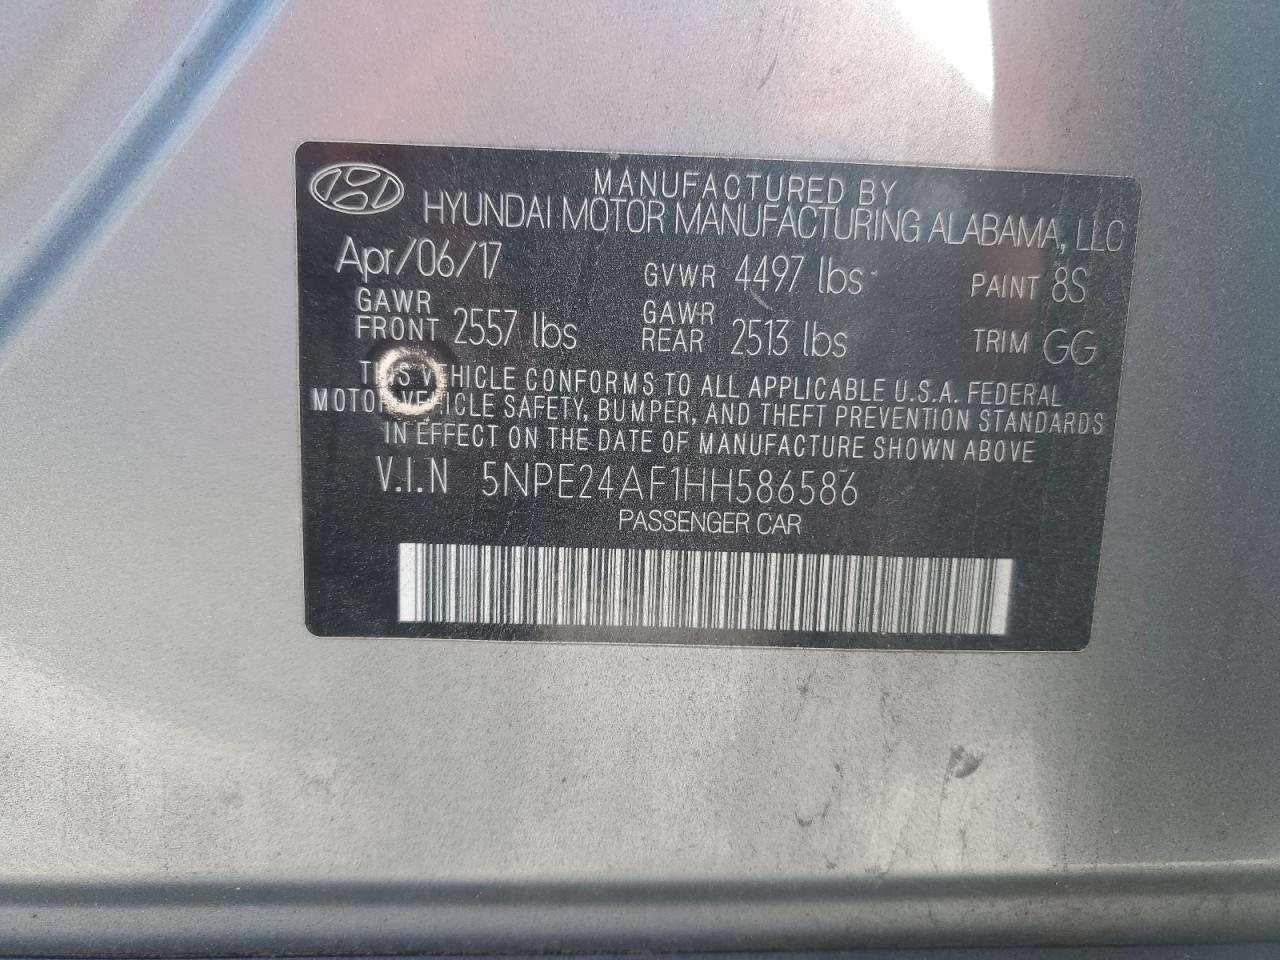 MANUFACTURED BY
HYUNDAI MOTOR MANUFACTURING ALABAMA, LLC
Apr/06/17 GVWR 4497 lbs PAINT 8S
GAWR FRONT 2557 lbs GAWR REAR 2513 lbs TRIM GG
THIS VEHICLE CONFORMS TO ALL APPLICABLE U.S.A. FEDERAL
MOTOR VEHICLE SAFETY, BUMPER, AND THEFT PREVENTION STANDARDS
IN EFFECT ON THE DATE OF MANUFACTURE SHOWN ABOVE
V.I.N 5NPE24AF1HH586586
PASSENGER CAR